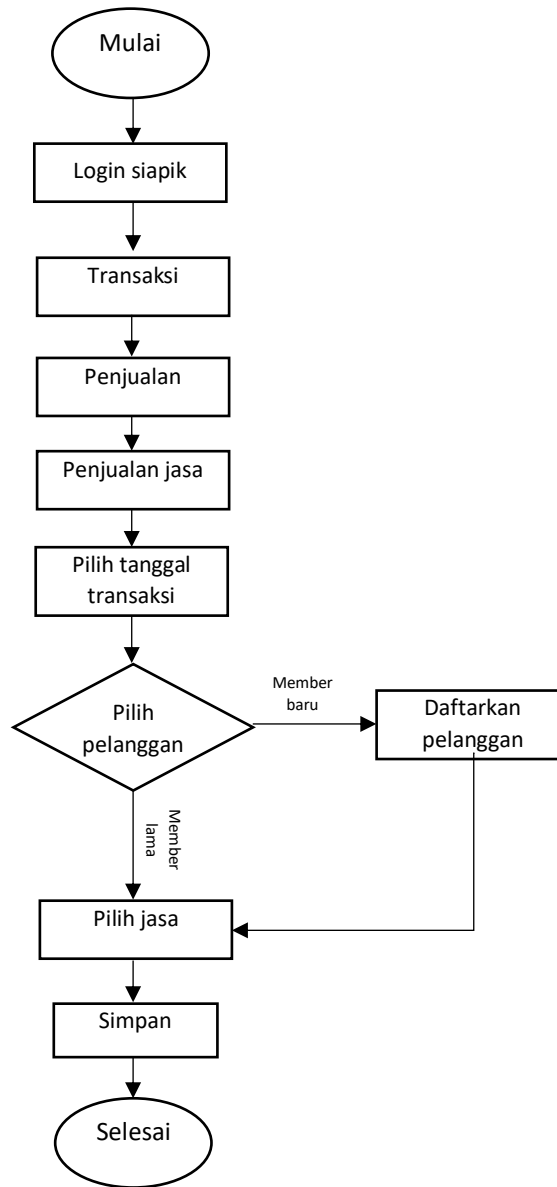 Mulai
Login siapik
Transaksi
Penjualan
Penjualan jasa
Pilih tanggal
transaksi
Pilih
pelanggan
Member
baru
Daftarkan
pelanggan
Member
lama
Pilih jasa
Simpan
Selesai